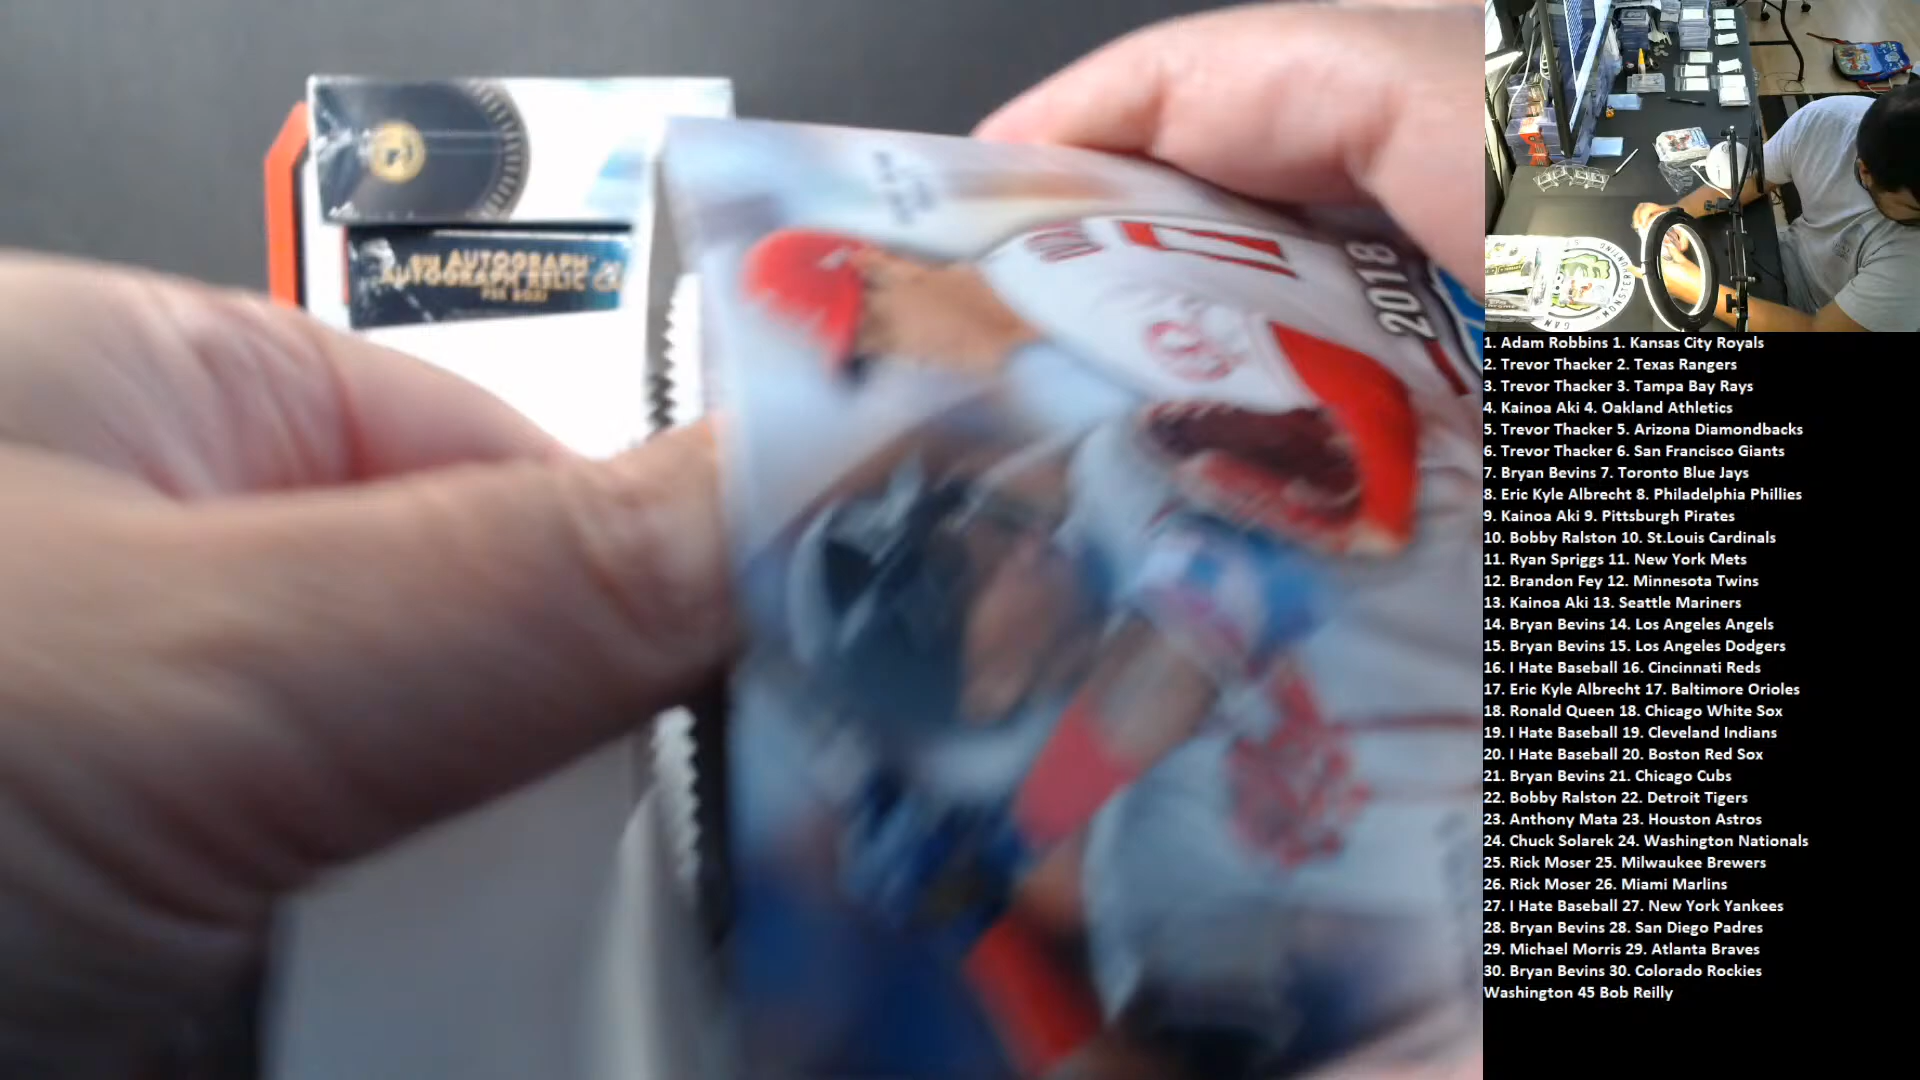 AUTOGRAPH
AUTOGRAPH RELIC
PER BOX!
2018
1. Adam Robbins 1. Kansas City Royals
2. Trevor Thacker 2. Texas Rangers
3. Trevor Thacker 3. Tampa Bay Rays
4. Kainoa Aki 4. Oakland Athletics
5. Trevor Thacker 5. Arizona Diamondbacks
6. Trevor Thacker 6. San Francisco Giants
7. Bryan Bevins 7. Toronto Blue Jays
8. Eric Kyle Albrecht 8. Philadelphia Phillies
9. Kainoa Aki 9. Pittsburgh Pirates
10. Bobby Ralston 10. St.Louis Cardinals
11. Ryan Spriggs 11. New York Mets
12. Brandon Fey 12. Minnesota Twins
13. Kainoa Aki 13. Seattle Mariners
14. Bryan Bevins 14. Los Angeles Angels
15. Bryan Bevins 15. Los Angeles Dodgers
16. I Hate Baseball 16. Cincinnati Reds
17. Eric Kyle Albrecht 17. Baltimore Orioles
18. Ronald Queen 18. Chicago White Sox
19. I Hate Baseball 19. Cleveland Indians
20. I Hate Baseball 20. Boston Red Sox
21. Bryan Bevins 21. Chicago Cubs
22. Bobby Ralston 22. Detroit Tigers
23. Anthony Mata 23. Houston Astros
24. Chuck Solarek 24. Washington Nationals
25. Rick Moser 25. Milwaukee Brewers
26. Rick Moser 26. Miami Marlins
27. I Hate Baseball 27. New York Yankees
28. Bryan Bevins 28. San Diego Padres
29. Michael Morris 29. Atlanta Braves
30. Bryan Bevins 30. Colorado Rockies
Washington 45 Bob Reilly